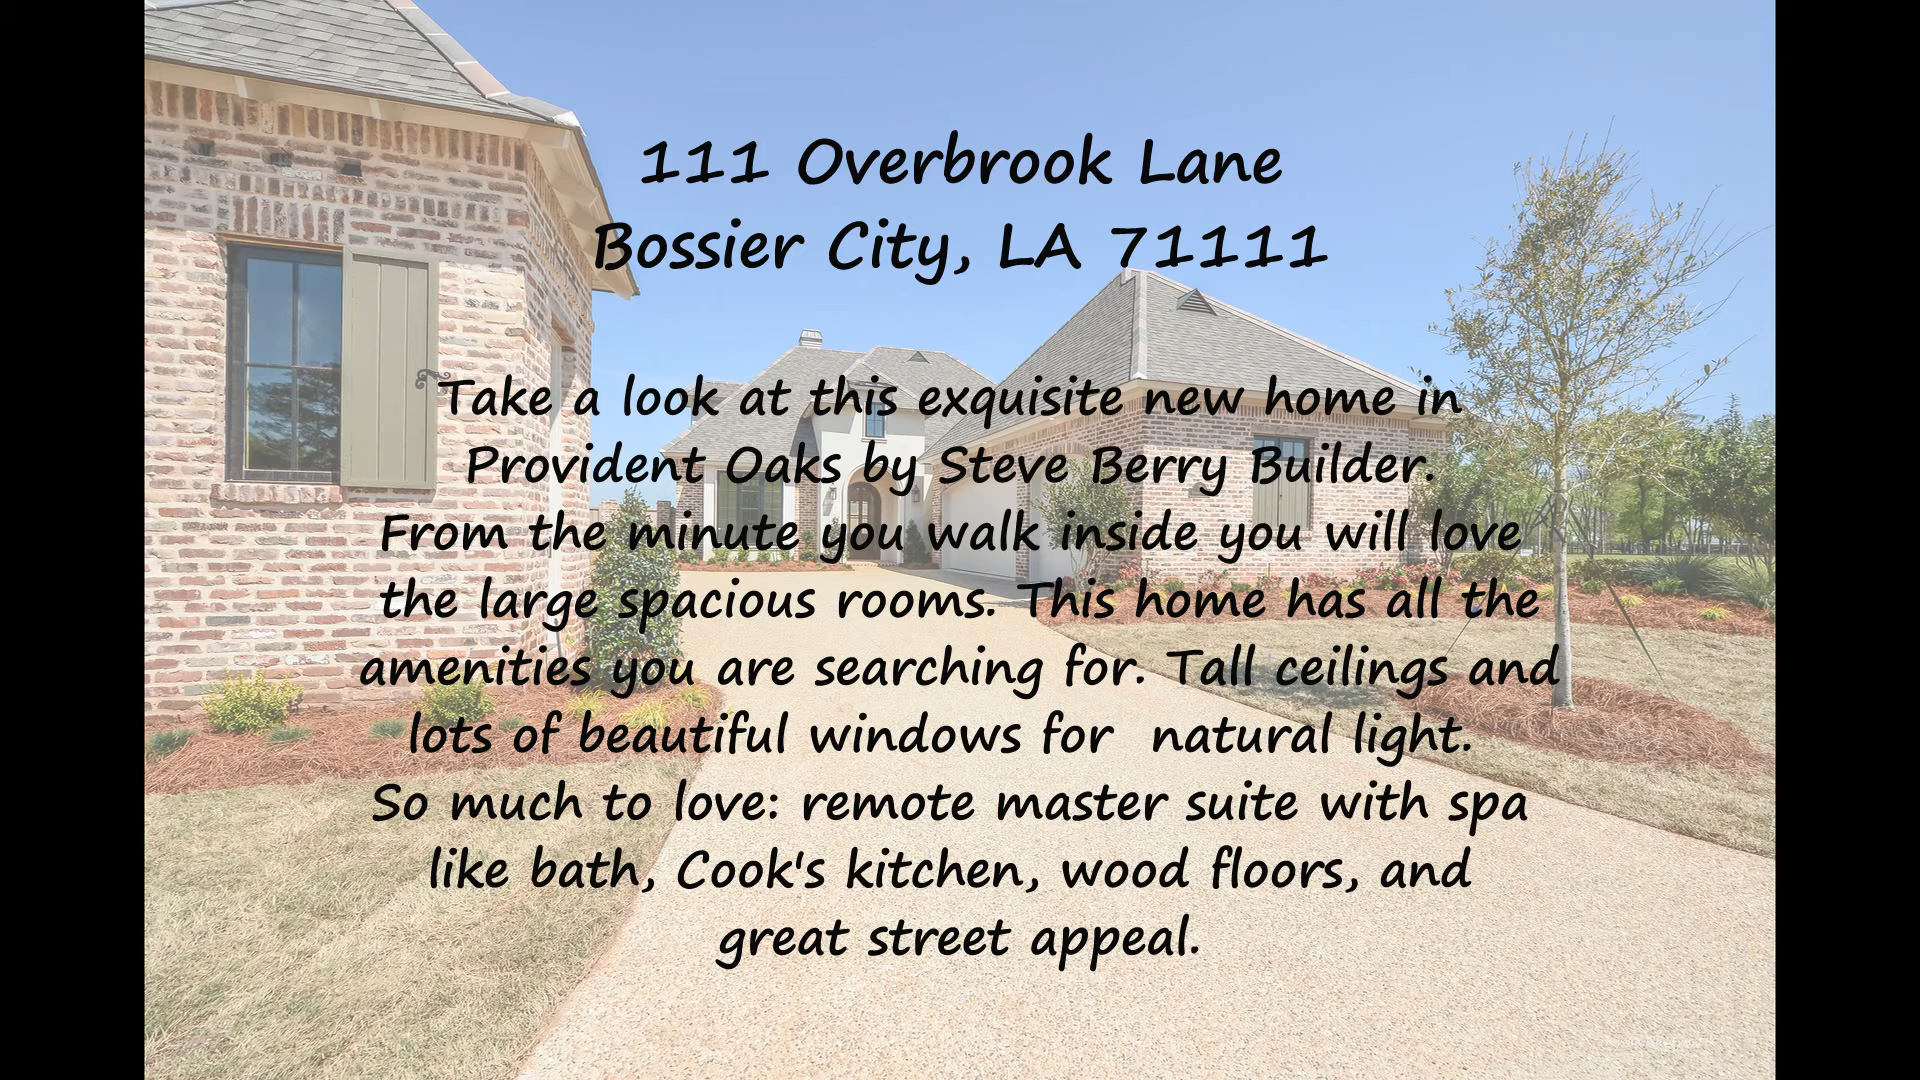 111 Overbrook Lane
Bossier City, LA 71111
Take a look at this exquisite new home in
Provident Oaks by Steve Berry Builder.
From the minute you walk inside you will love
the large spacious rooms. This home has all the
amenities you are searching for. Tall ceilings and
lots of beautiful windows for  natural light.
So much to love: remote master suite with spa
like bath, Cook's kitchen, wood floors, and
great street appeal.